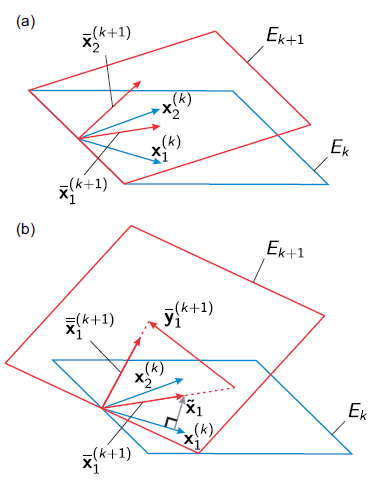 (a)
x̄₂^(k+1)
E_{k+1}
x₂^(k)
x₁^(k)
E_k
x̄₁^(k+1)
(b)
E_{k+1}
ȳ₁^(k+1)
x̿₁^(k+1)
x₂^(k)
x̃₁
E_k
x₁^(k)
x̄₁^(k+1)